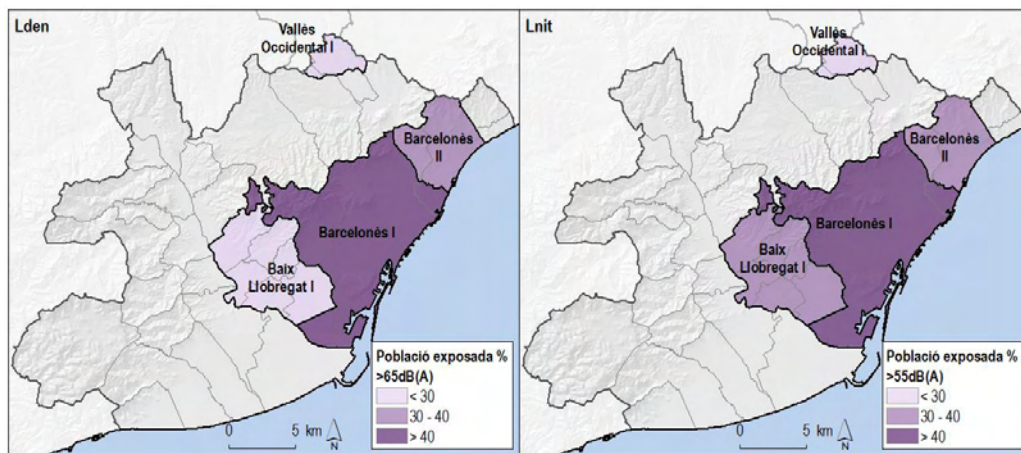 Lden
Vallès
Occidental I
Barcelonès
II
Barcelonès I
Baix
Llobregat I
Població exposada %
>65dB(A)
< 30
30 - 40
> 40
0 5 km
N
Lnit
Vallès
Occidental I
Barcelonès
II
Barcelonès I
Baix
Llobregat I
Població exposada %
>55dB(A)
< 30
30 - 40
> 40
0 5 km
N